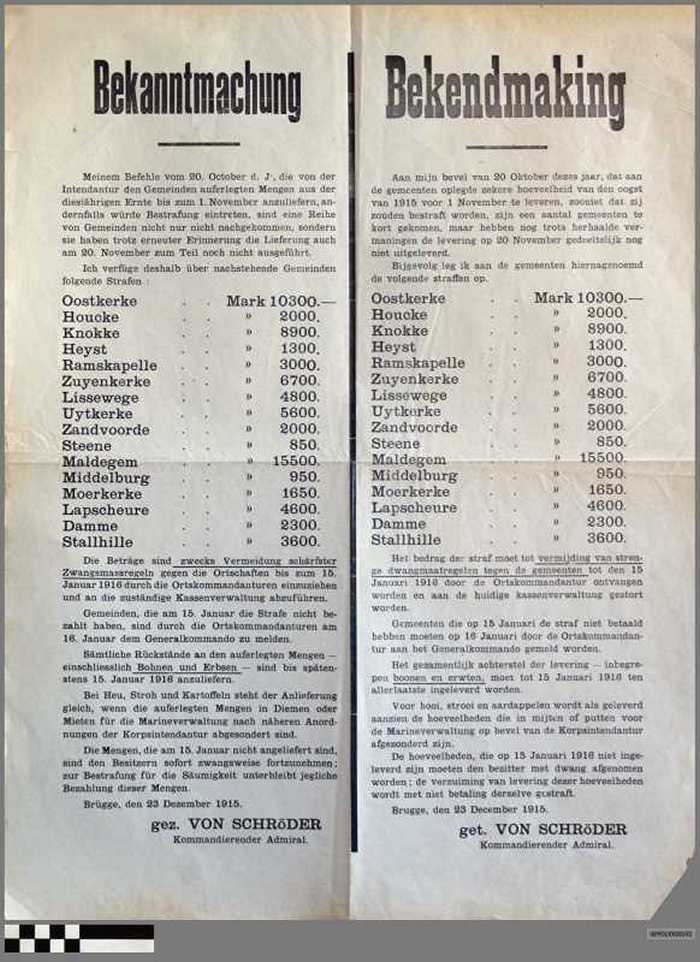 Bekanntmachung
Meinem Befehle vom 20. October d. J., die von der
Intendantur den Gemeinden auferlegten Mengen aus der
diesjährigen Ernte bis zum 1. November anzuliefern, an-
dernfalls würde Bestrafung eintreten, sind eine Reihe
von Gemeinden nicht nur nicht nachgekommen, sondern
sie haben trotz erneuter Erinnerung die Lieferung auch
am 20. November zum Teil noch nicht ausgeführt.
Ich verfüge deshalb über nachstehende Gemeinden
folgende Strafen :
Oostkerke . . Mark 10300.—
Houcke . . » 2000.
Knokke . . » 8900.
Heyst . . » 1300.
Ramskapelle . . » 3000.
Zuyenkerke . . » 6700.
Lissewege . . » 4800.
Uytkerke . . » 5600.
Zandvoorde . . » 2000.
Steene . . » 850.
Maldegem . . » 15500.
Middelburg . . » 950.
Moerkerke . . » 1650.
Lapscheure . . » 4600.
Damme . . » 2300.
Stallhille . . » 3600.
Die Beträge sind zwecks Vermeidung schärfster
Zwangsmassregeln gegen die Ortschaften bis zum 15.
Januar 1916 durch die Ortskommandanturen einzuziehen
und an die zuständige Kassenverwaltung abzuführen.
Gemeinden, die am 15. Januar die Strafe nicht be-
zahlt haben, sind durch die Ortskommandanturen am
16. Januar dem Generalkommando zu melden.
Sämtliche Rückstände an den auferlegten Mengen —
einschliesslich Bohnen und Erbsen — sind bis späten-
stens 15. Januar 1916 anzuliefern.
Bei Heu, Stroh und Kartoffeln steht der Anlieferung
gleich, wenn die auferlegten Mengen in Diemen oder
Mieten für die Marineverwaltung nach näheren Anord-
nungen der Korpsintendantur abgesondert sind.
Die Mengen, die am 15. Januar nicht angeliefert sind,
sind den Besitzern sofort zwangsweise fortzunehmen;
zur Bestrafung für die Säumigkeit unterbleibt jegliche
Bezahlung dieser Mengen.
Brügge, den 23 Dezember 1915.
gez. VON SCHRöDER
Kommandierender Admiral.
Bekendmaking
Aan mijn bevel van 20 Oktober dezes jaar, dat aan
de gemeenten oplegde zekere hoeveelheid van den oogst
van 1915 voor 1 November te leveren, zooniet dat zij
zouden bestraft worden, zijn een aantal gemeenten te
kort gekomen, maar hebben nog trots herhaalde ver-
maningen de levering op 20 November gedeeltelijk nog
niet uitgeleverd.
Bijgevolg leg ik aan de gemeenten hiernagenoemd
de volgende straffen op.
Oostkerke . . Mark 10300.—
Houcke . . » 2000.
Knokke . . » 8900.
Heyst . . » 1300.
Ramskapelle . . » 3000.
Zuyenkerke . . » 6700.
Lissewege . . » 4800.
Uytkerke . . » 5600.
Zandvoorde . . » 2000.
Steene . . » 850.
Maldegem . . » 15500.
Middelburg . . » 950.
Moerkerke . . » 1650.
Lapscheure . . » 4600.
Damme . . » 2300.
Stallhille . . » 3600.
Het bedrag der straf moet tot vermijding van stren-
ge dwangmaatregelen tegen de gemeenten tot den 15
Januari 1916 door de Ortskommandantur ontvangen
worden en aan de huidige kassenverwaltung gestort
worden.
Gemeenten die op 15 Januari de straf niet betaald
hebben moeten op 16 Januari door de Ortskommandan-
tur aan het Generalkommando gemeld worden.
Het gezamentlijk achterstel der levering — inbegre-
pen boonen en erwten, moet tot 15 Januari 1916 ten
allerlaatste ingeleverd worden.
Voor hooi, strooi en aardappelen wordt als geleverd
aanzien de hoeveelheden die in mijten of putten voor
de Marineverwaltung op bevel van de Korpsintendantur
afgezonderd zijn.
De hoeveelheden, die op 15 Januari 1916 niet inge-
leverd zijn moeten den bezitter met dwang afgenomen
worden ; de verzuiming van levering dezer hoeveelheden
wordt met niet betaling derzelve gestraft.
Brugge, den 23 December 1915.
get. VON SCHRöDER
Kommandierender Admiral.